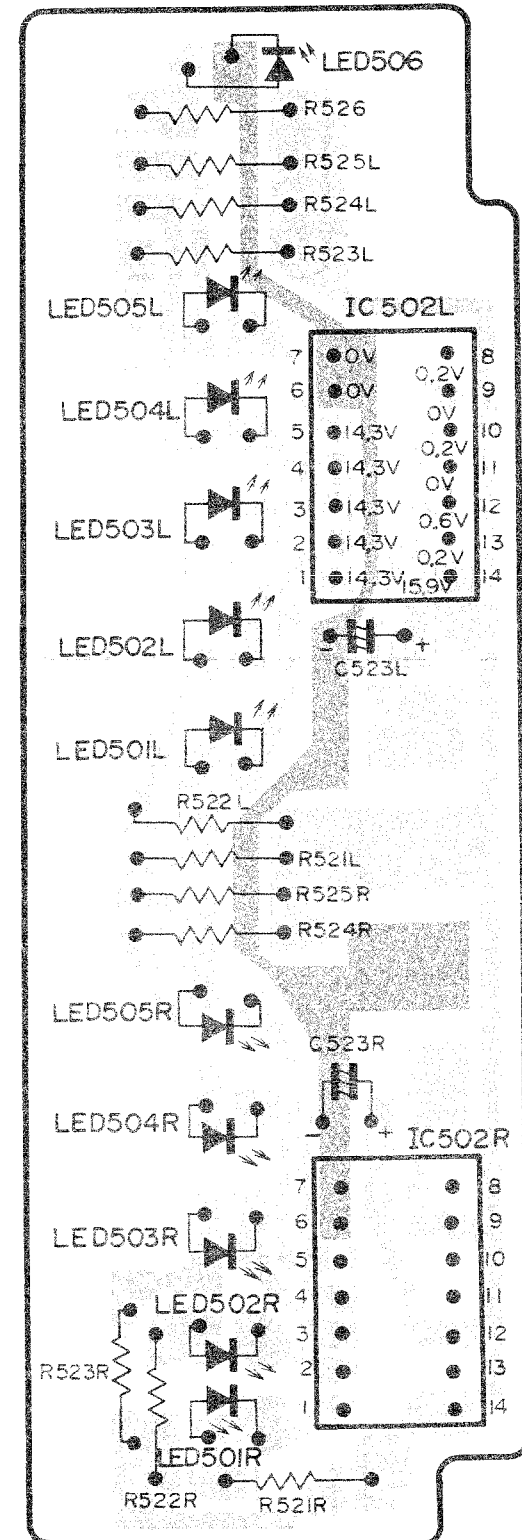 LED506
R526
R525L
R524L
R523L
LED505L
IC502L
7 0V 8
0.2V
6 0V 9
0V
LED504L
5 14.3V 10
0.2V
4 14.3V 11
0V
LED503L
3 14.3V 12
0.6V
2 14.3V 13
0.2V
1 14.3V 14
15.9V
LED502L
- +
C523L
LED501L
R522L
R521L
R525R
R524R
LED505R
C523R
LED504R
- +
IC502R
7 8
6 9
LED503R
5 10
4 11
LED502R
3 12
R523R
2 13
1 14
LED501R
R522R
R521R